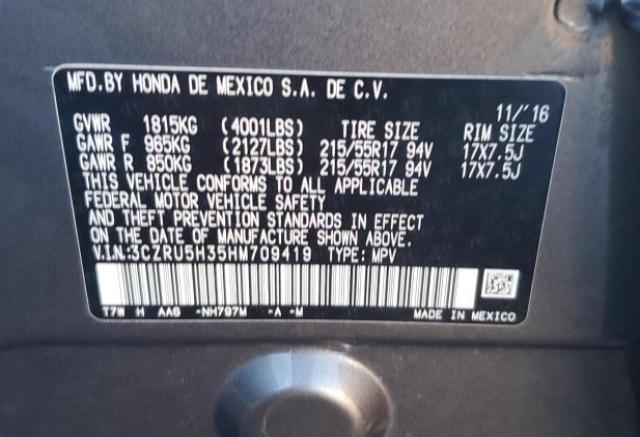 MFD.BY HONDA DE MEXICO S.A. DE C.V.
11/'16
GVWR 1815KG (4001LBS) TIRE SIZE RIM SIZE
GAWR F 965KG (2127LBS) 215/55R17 94V 17X7.5J
GAWR R 850KG (1873LBS) 215/55R17 94V 17X7.5J
THIS VEHICLE CONFORMS TO ALL APPLICABLE
FEDERAL MOTOR VEHICLE SAFETY
AND THEFT PREVENTION STANDARDS IN EFFECT
ON THE DATE OF MANUFACTURE SHOWN ABOVE.
V.I.N:3CZRU5H35HM709419 TYPE: MPV
T7W H AA6 -NH797M -A -M MADE IN MEXICO